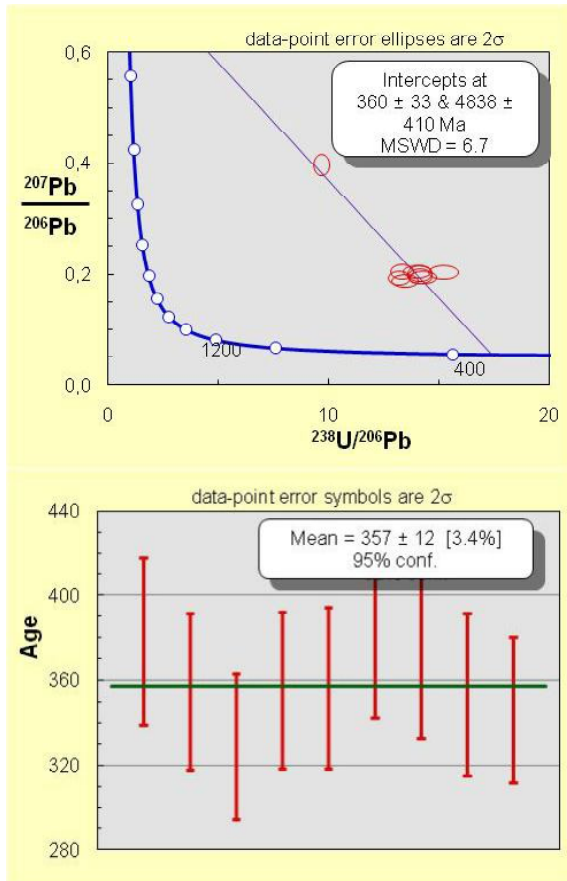 data-point error ellipses are 2σ
0,6
Intercepts at
360 ± 33 & 4838 ±
410 Ma
MSWD = 6.7
0,4
²⁰⁷Pb
²⁰⁶Pb
0,2
1200
400
0,0
0
10
20
²³⁸U/²⁰⁶Pb
data-point error symbols are 2σ
440
Mean = 357 ± 12 [3.4%]
95% conf.
400
Age
360
320
280